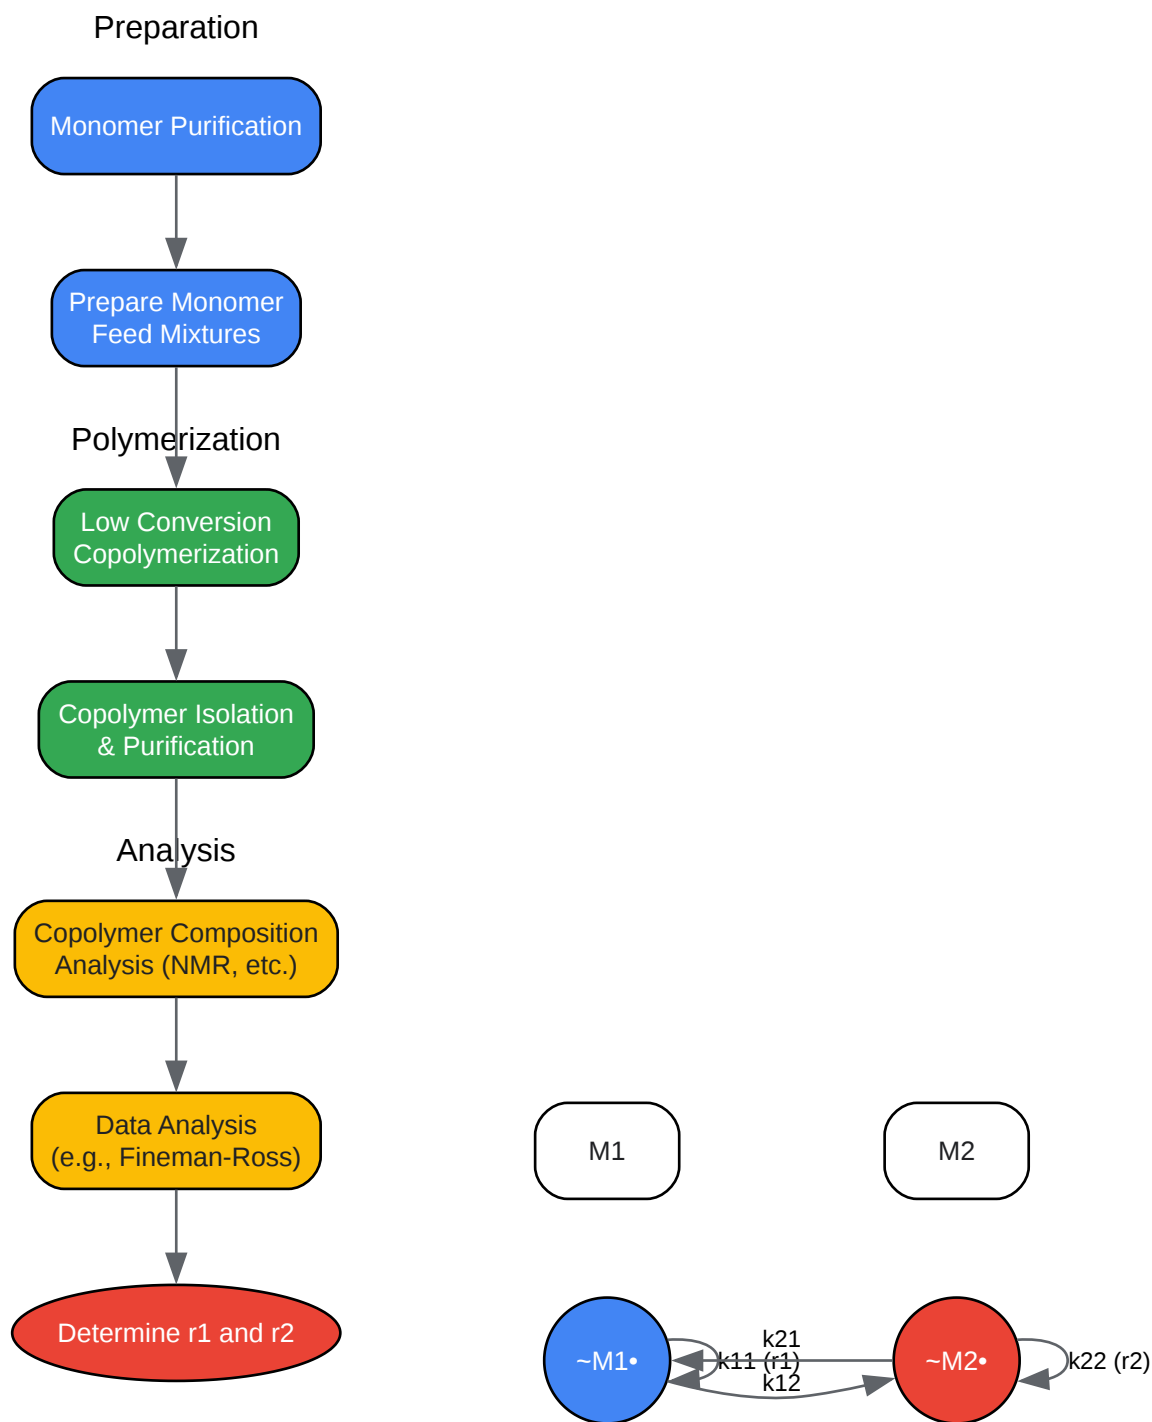 Preparation
Monomer Purification
Prepare Monomer
Feed Mixtures
Polymerization
Low Conversion
Copolymerization
Copolymer Isolation
& Purification
Analysis
Copolymer Composition
Analysis (NMR, etc.)
Data Analysis
(e.g., Fineman-Ross)
Determine r1 and r2
M1
M2
~M1•
k21
k11 (r1)
k12
~M2•
k22 (r2)